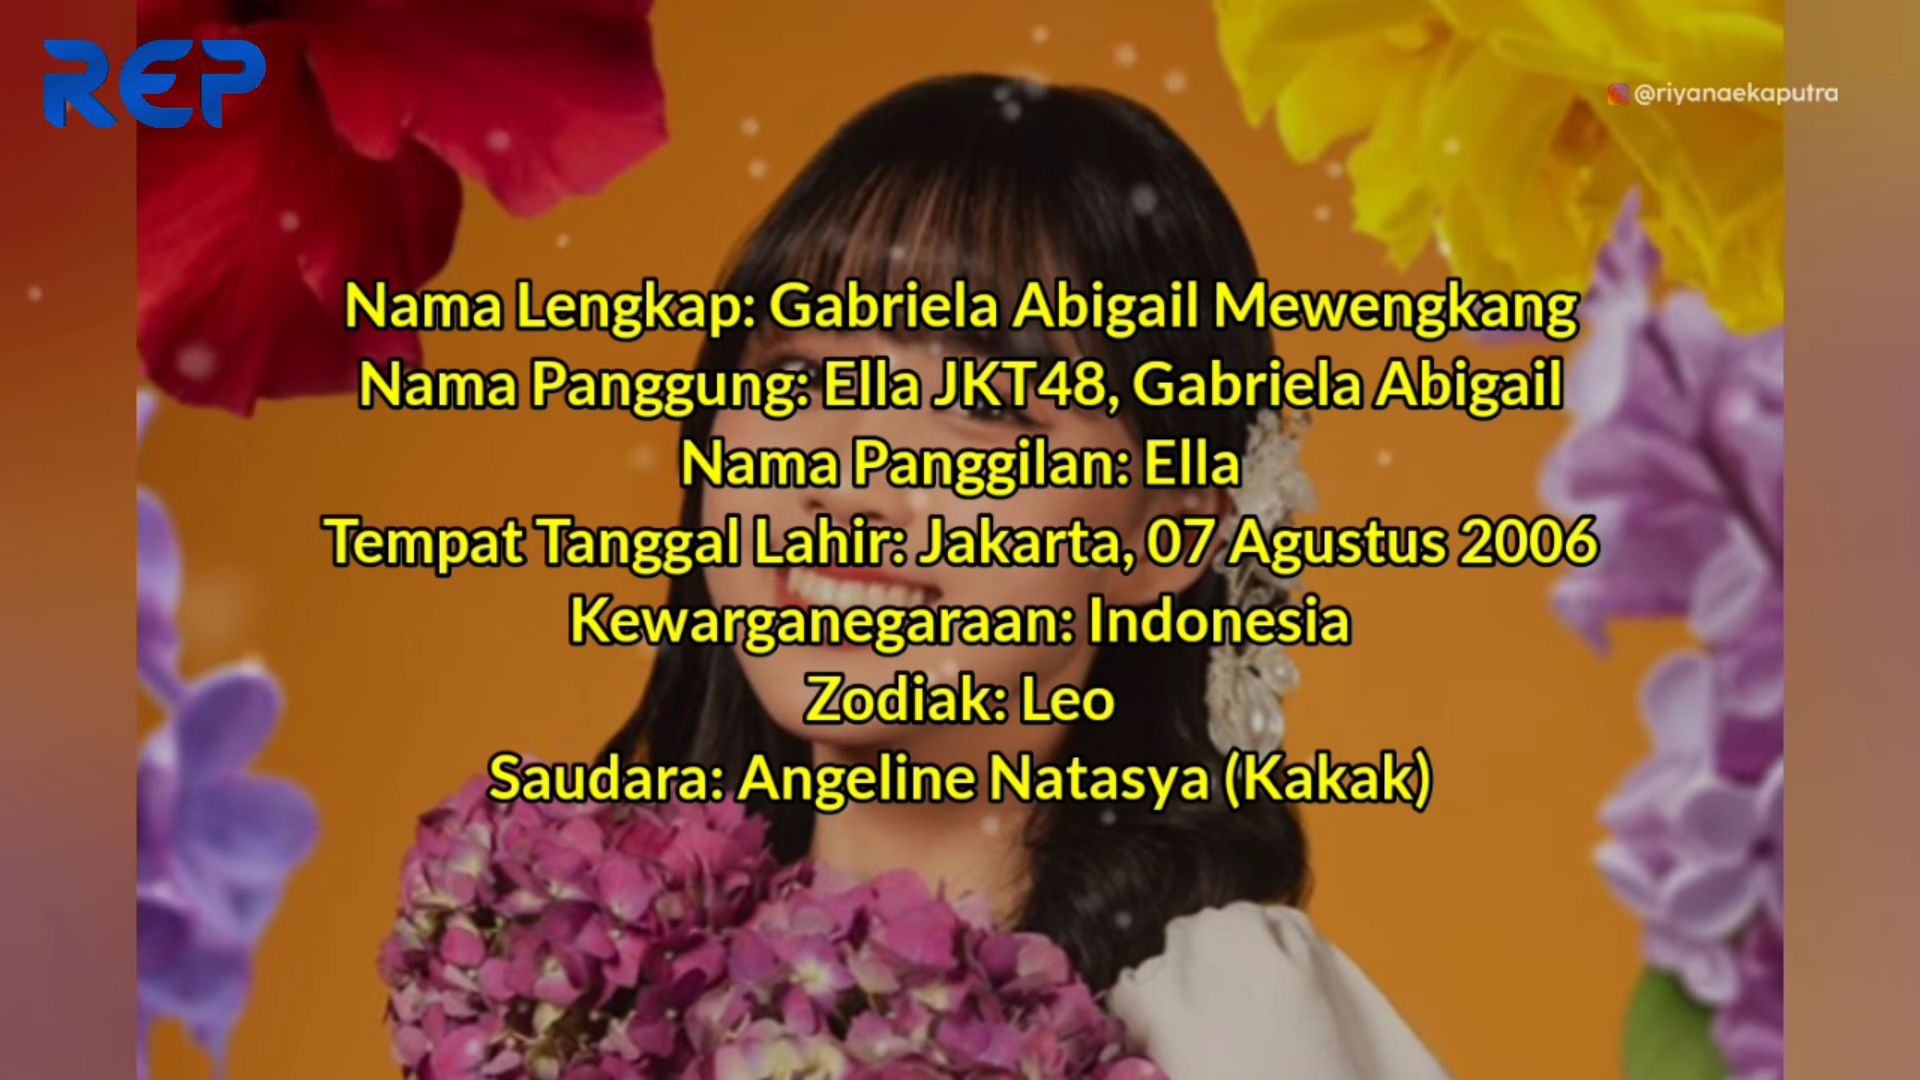 REP
@riyanaekaputra
Nama Lengkap: Gabriela Abigail Mewengkang
Nama Panggung: Ella JKT48, Gabriela Abigail
Nama Panggilan: Ella
Tempat Tanggal Lahir: Jakarta, 07 Agustus 2006
Kewarganegaraan: Indonesia
Zodiak: Leo
Saudara: Angeline Natasya (Kakak)